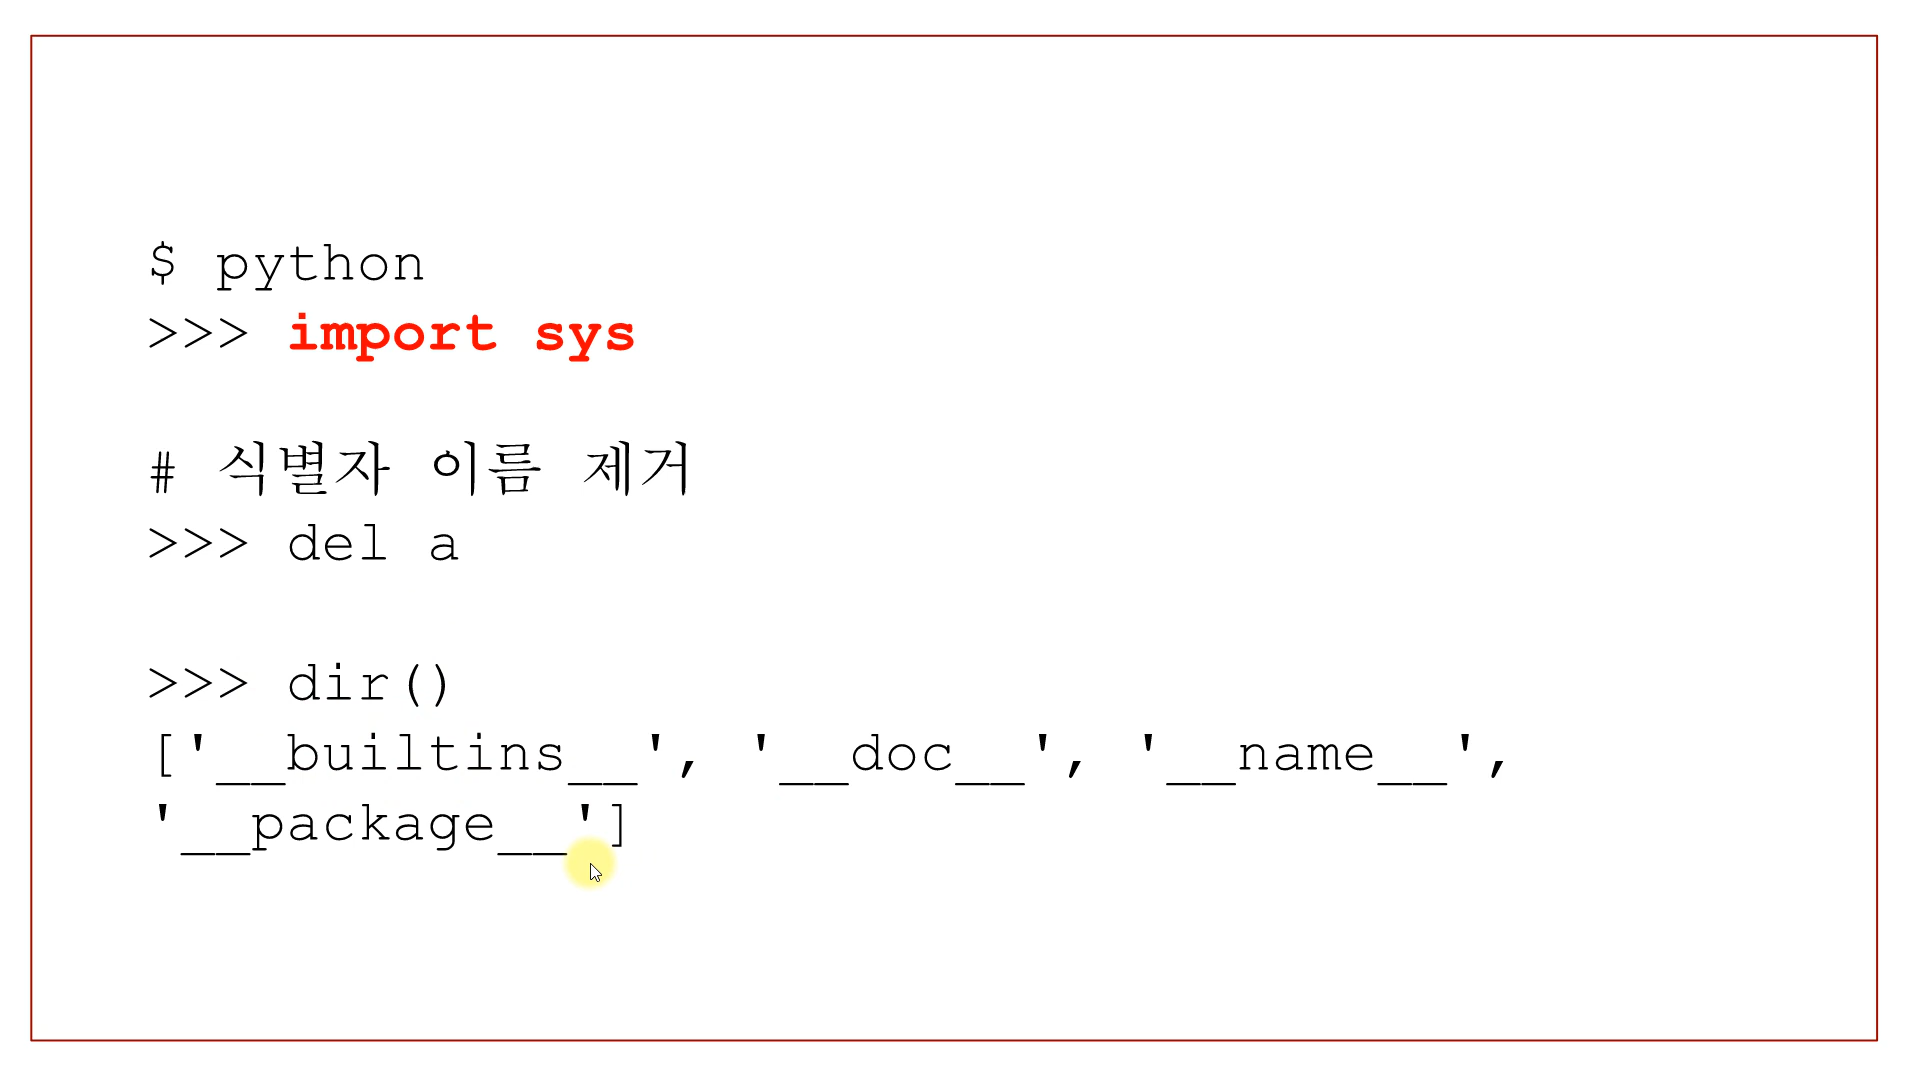 $ python
>>> import sys
# 식별자 이름 제거
>>> del a
>>> dir()
['__builtins__', '__doc__', '__name__',
'__package__']